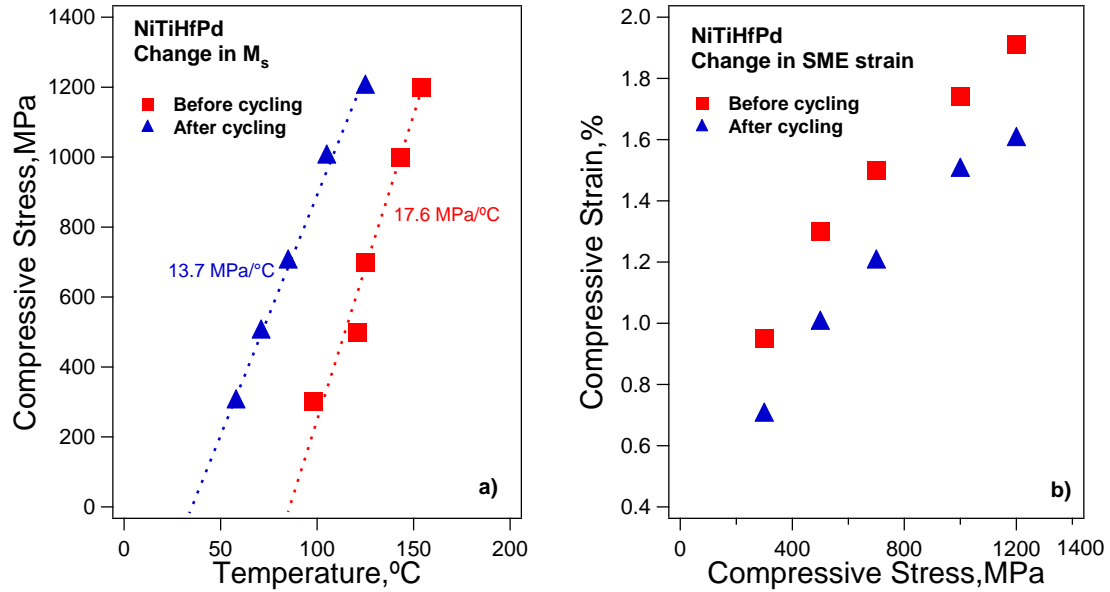 NiTiHfPd
Change in Ms
Before cycling
After cycling
17.6 MPa/ºC
13.7 MPa/°C
a)
Compressive Stress,MPa
1400
1200
1000
800
600
400
200
0
0 50 100 150 200
Temperature,ºC
NiTiHfPd
Change in SME strain
Before cycling
After cycling
b)
Compressive Strain,%
2.0
1.8
1.6
1.4
1.2
1.0
0.8
0.6
0.4
0 400 800 1200 1400
Compressive Stress,MPa